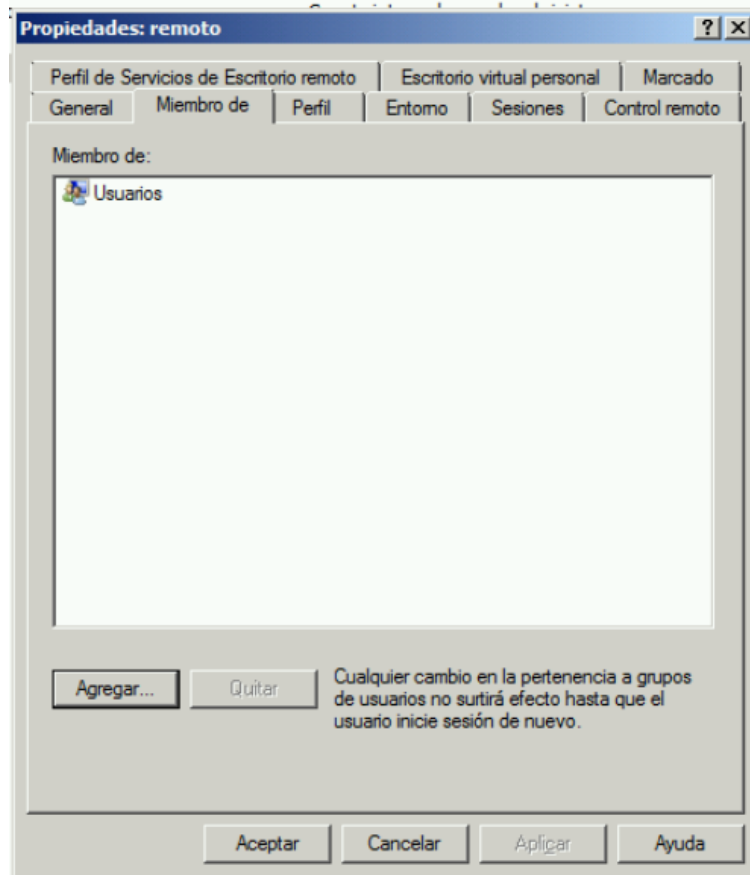 Propiedades: remoto
Perfil de Servicios de Escritorio remoto Escritorio virtual personal Marcado
General Miembro de Perfil Entorno Sesiones Control remoto
Miembro de:
Usuarios
Agregar... Quitar
Cualquier cambio en la pertenencia a grupos
de usuarios no surtirá efecto hasta que el
usuario inicie sesión de nuevo.
Aceptar Cancelar Aplicar Ayuda